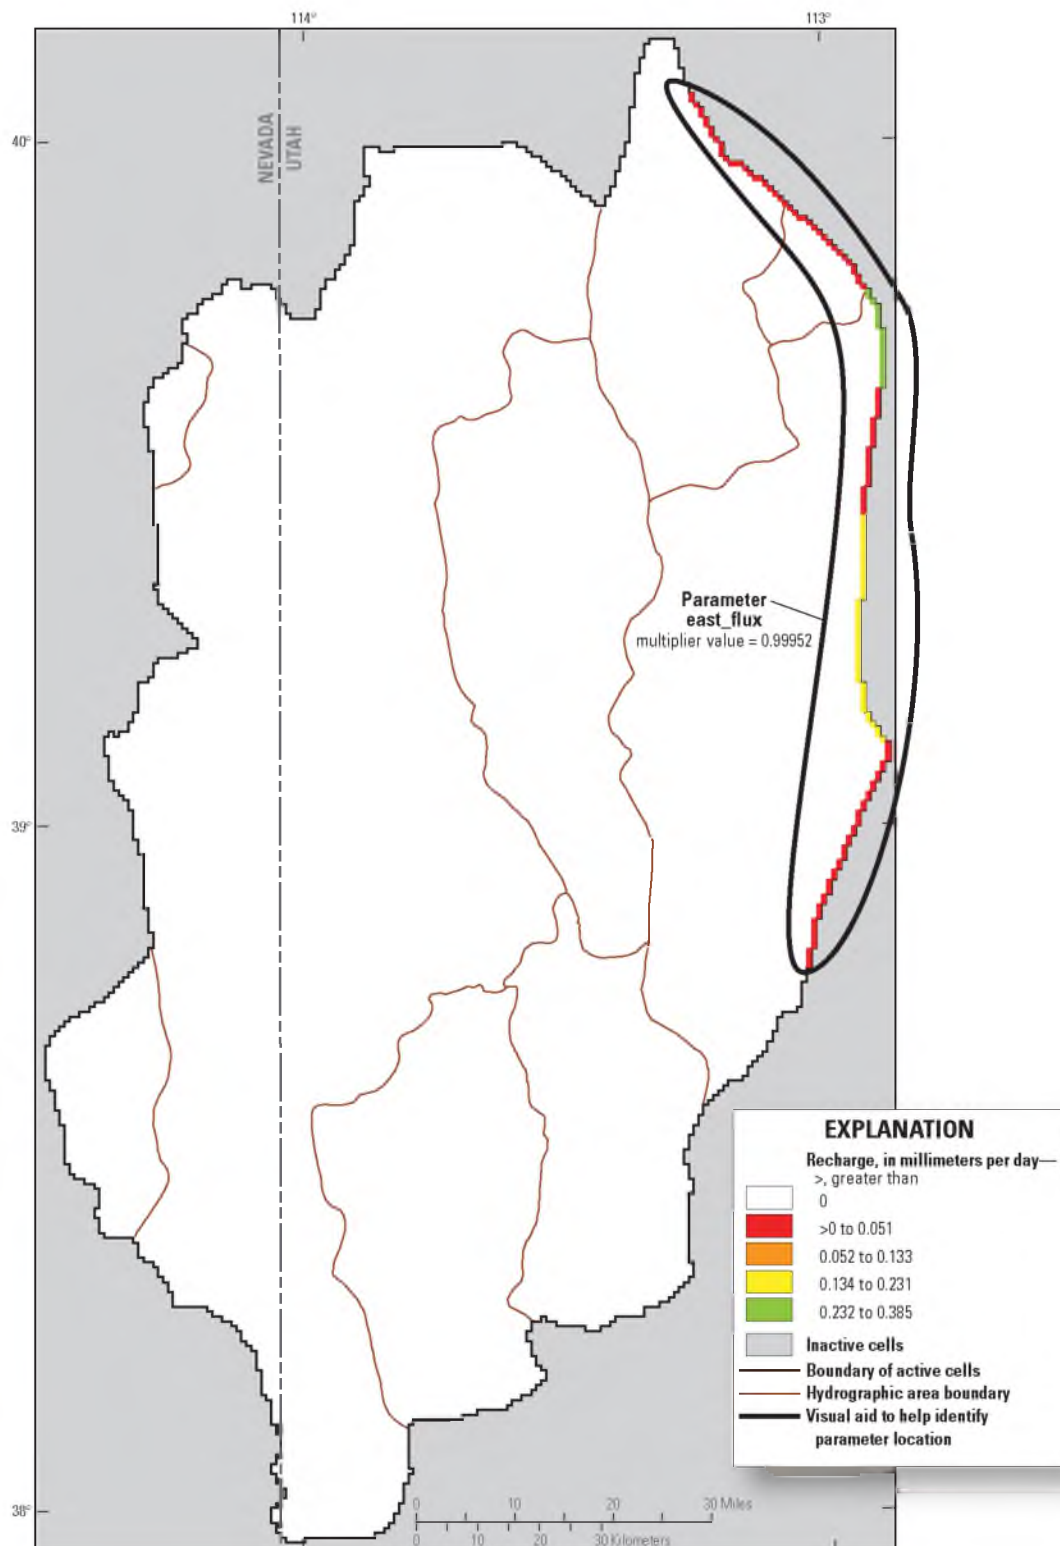 114°
113°
40°
NEVADA
UTAH
Parameter
east_flux
multiplier value = 0.99952
39°
EXPLANATION
Recharge, in millimeters per day—
>, greater than
0
>0 to 0.051
0.052 to 0.133
0.134 to 0.231
0.232 to 0.385
Inactive cells
Boundary of active cells
Hydrographic area boundary
Visual aid to help identify
parameter location
38°
0 10 20 30 Miles
0 10 20 30 Kilometers